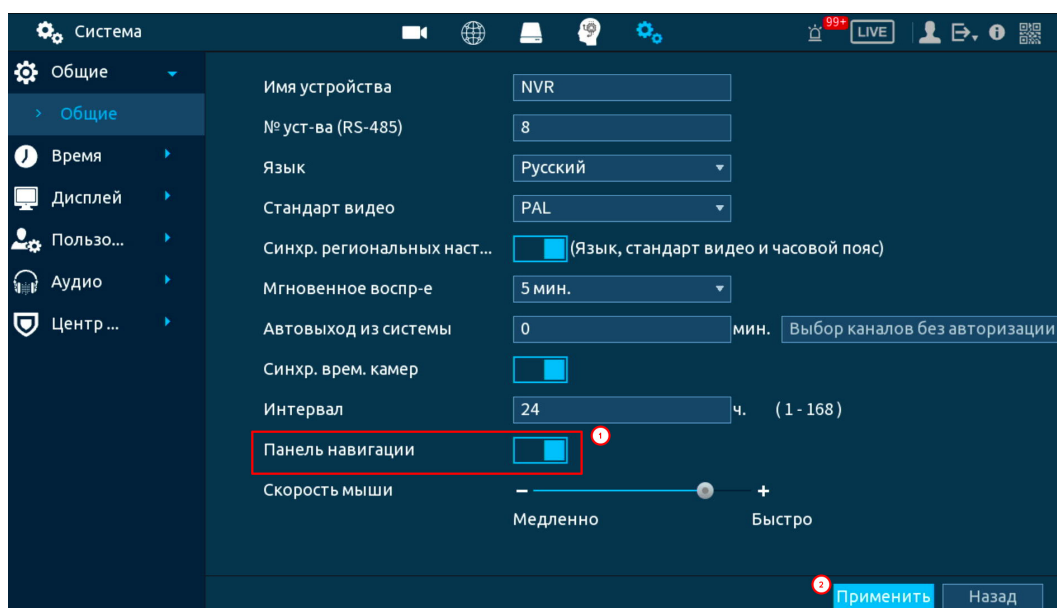 Система
99+
LIVE
Общие
Общие
Время
Дисплей
Пользо...
Аудио
Центр ...
Имя устройства NVR
№ уст-ва (RS-485) 8
Язык Русский
Стандарт видео PAL
Синхр. региональных наст... (Язык, стандарт видео и часовой пояс)
Мгновенное воспр-е 5 мин.
Автовыход из системы 0 мин. Выбор каналов без авторизации
Синхр. врем. камер
Интервал 24 ч. ( 1 - 168 )
Панель навигации 1
Скорость мыши − +
Медленно Быстро
2 Применить Назад